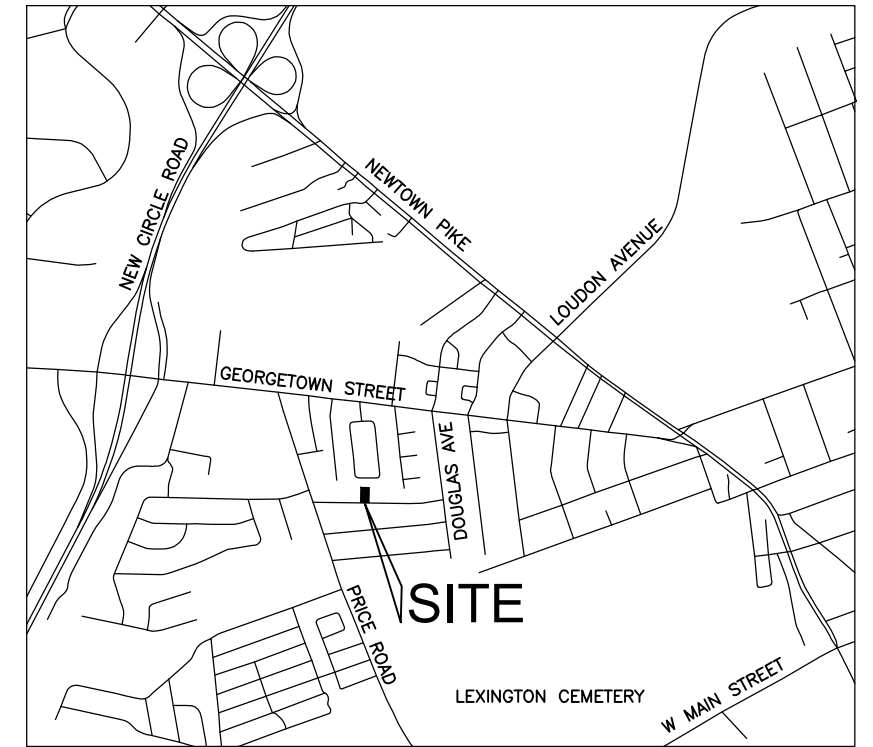 NEW CIRCLE ROAD
NEWTOWN PIKE
LOUDON AVENUE
GEORGETOWN STREET
DOUGLAS AVE
SITE
PRICE ROAD
LEXINGTON CEMETERY
W MAIN STREET